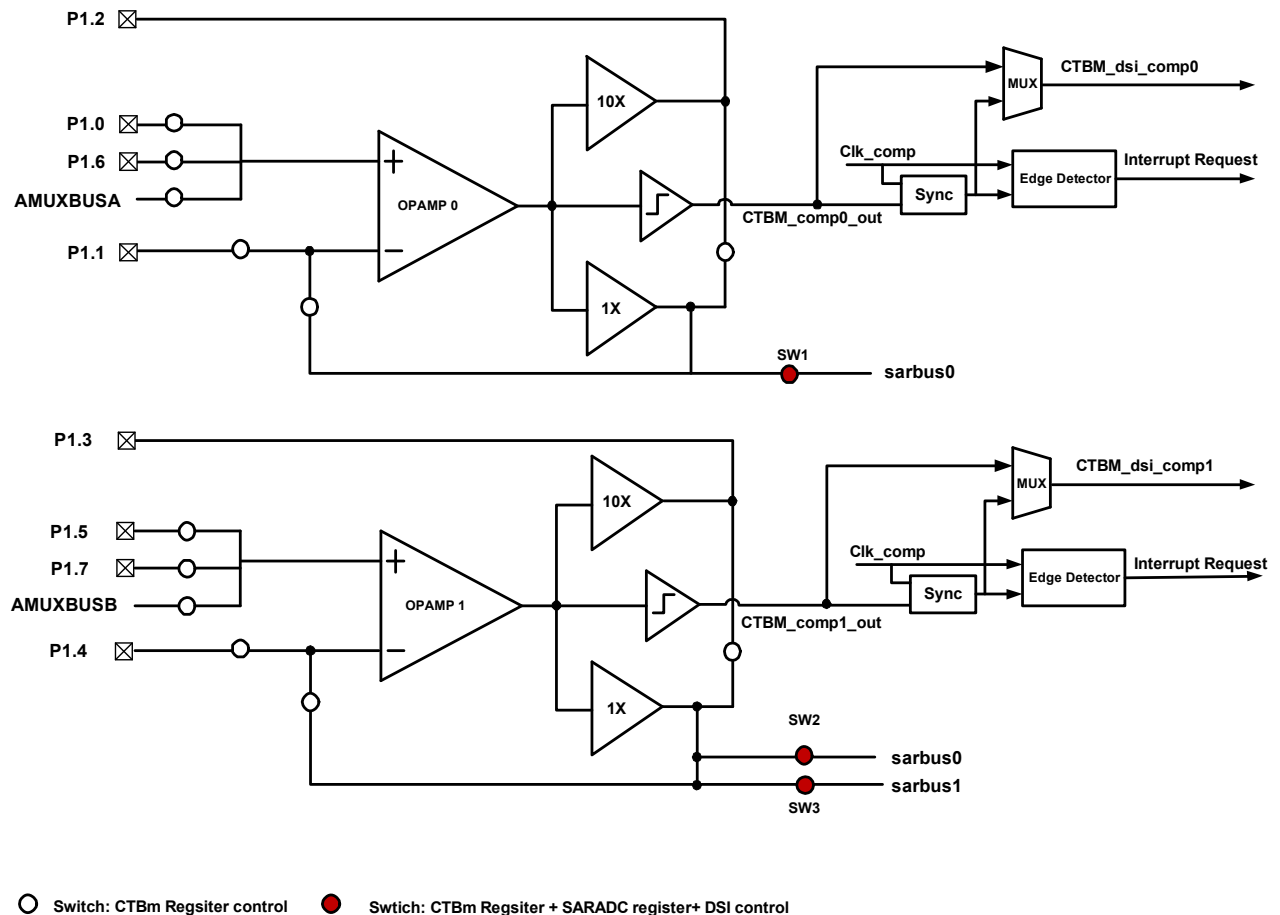 P1.2
10X
MUX
CTBM_dsi_comp0
P1.0
P1.6
AMUXBUSA
+
OPAMP 0
−
Clk_comp
Sync
Edge Detector
Interrupt Request
CTBM_comp0_out
P1.1
1X
SW1
sarbus0
P1.3
10X
MUX
CTBM_dsi_comp1
P1.5
P1.7
AMUXBUSB
+
OPAMP 1
−
Clk_comp
Sync
Edge Detector
Interrupt Request
CTBM_comp1_out
P1.4
1X
SW2
sarbus0
sarbus1
SW3
Switch: CTBm Regsiter control
Swtich: CTBm Regsiter + SARADC register+ DSI control